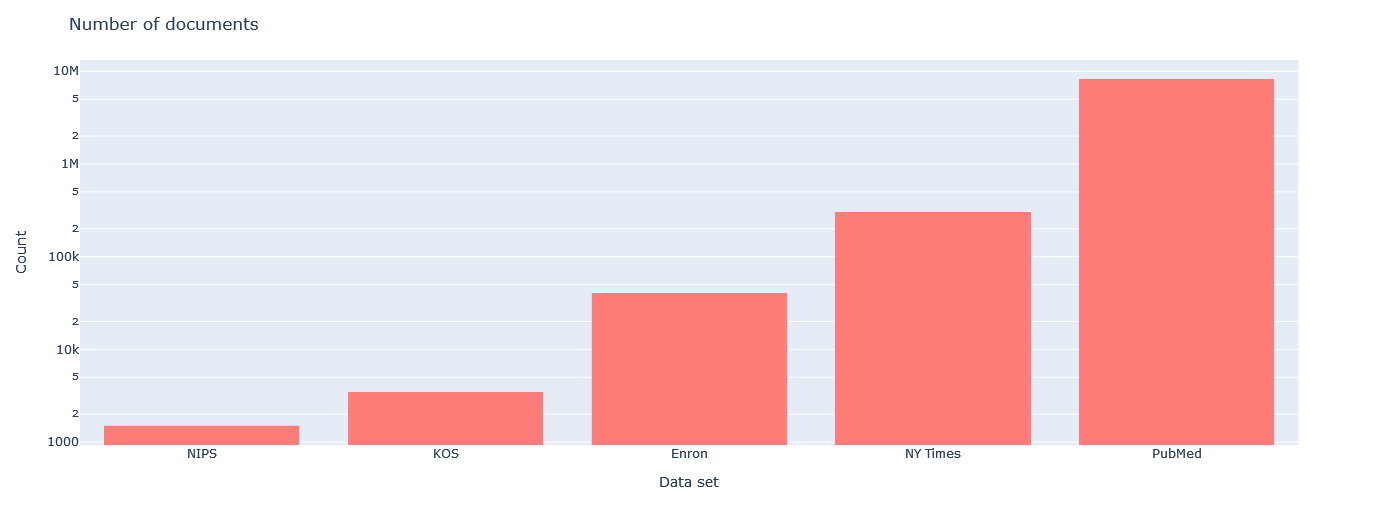 Number of documents
10M
5
2
1M
5
2
100k
5
2
10k
5
2
1000
Count
NIPS KOS Enron NY Times PubMed
Data set